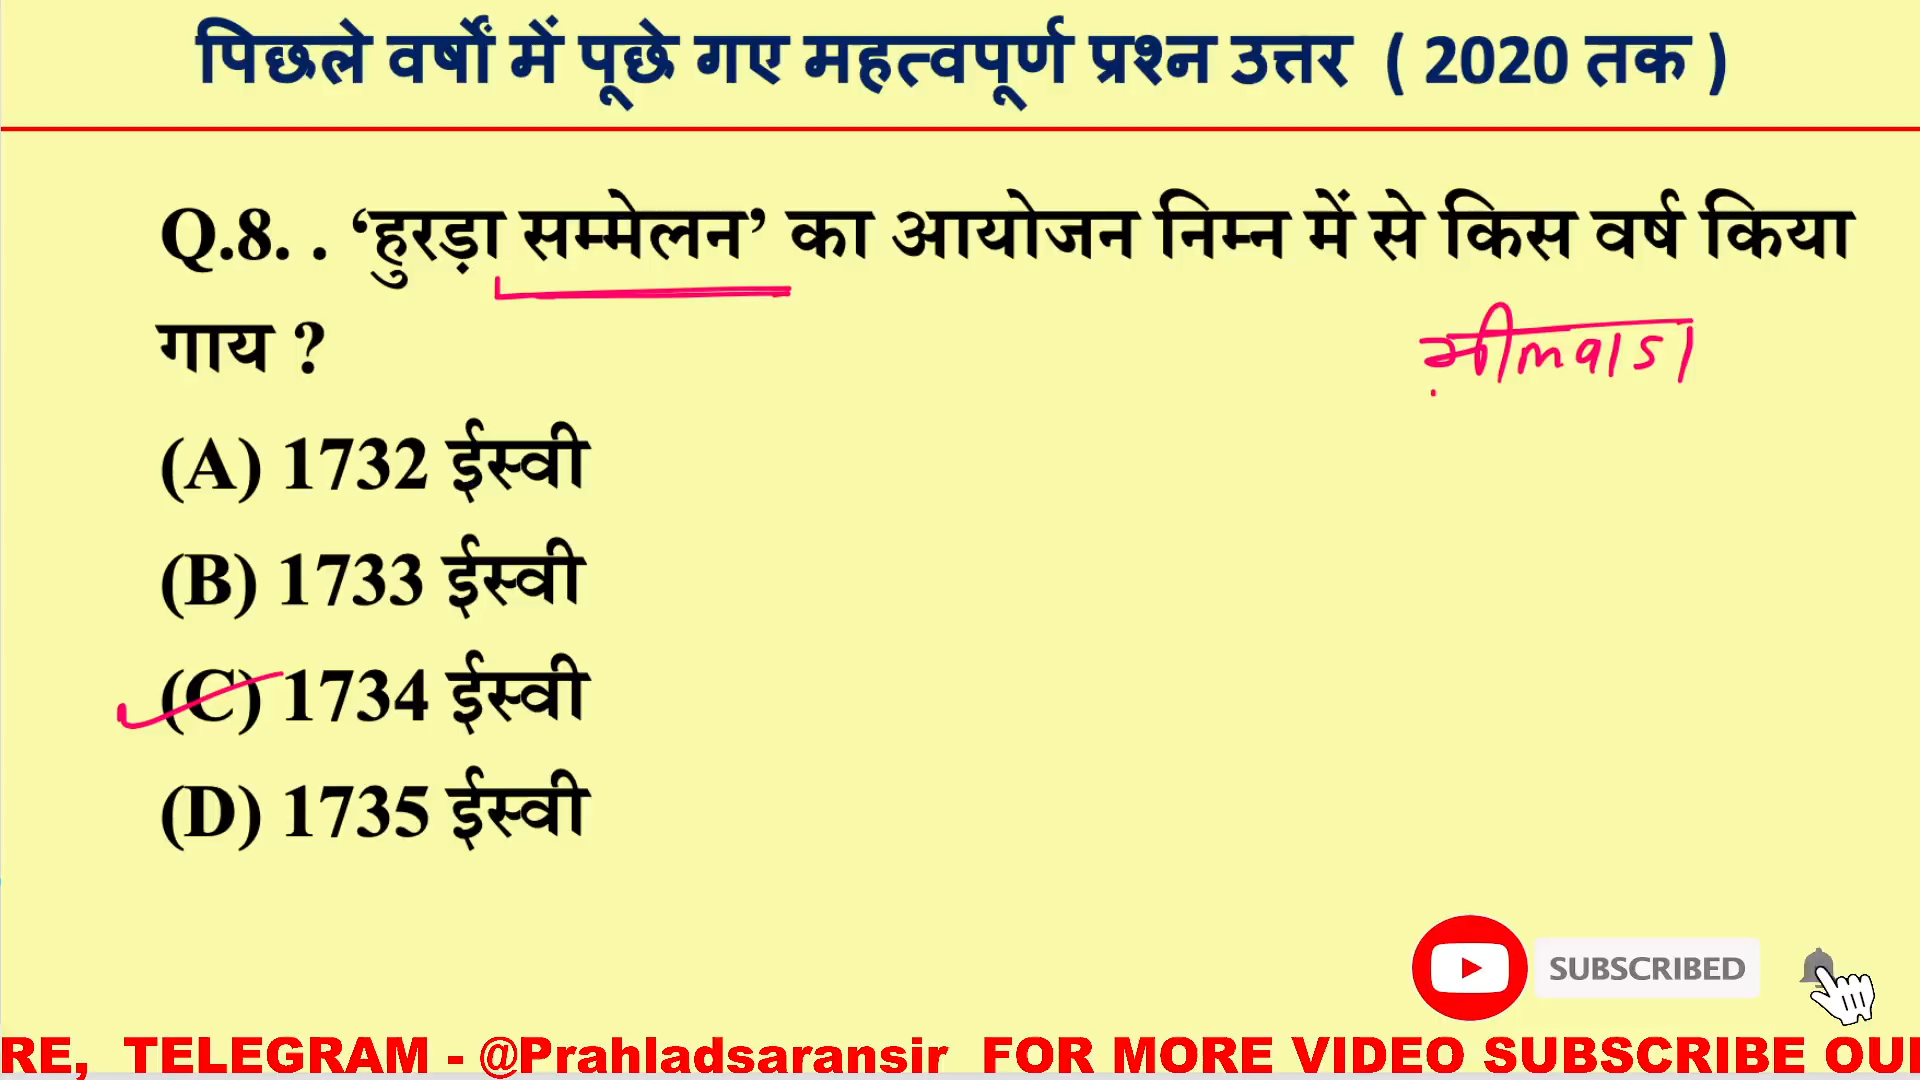 पिछले वर्षों में पूछे गए महत्वपूर्ण प्रश्न उत्तर ( 2020 तक )
Q.8. . ‘हुरड़ा सम्मेलन’ का आयोजन निम्न में से किस वर्ष किया
गाय ?
(A) 1732 ईस्वी
(B) 1733 ईस्वी
(C) 1734 ईस्वी
(D) 1735 ईस्वी
SUBSCRIBED
RE, TELEGRAM - @Prahladsaransir FOR MORE VIDEO SUBSCRIBE OU